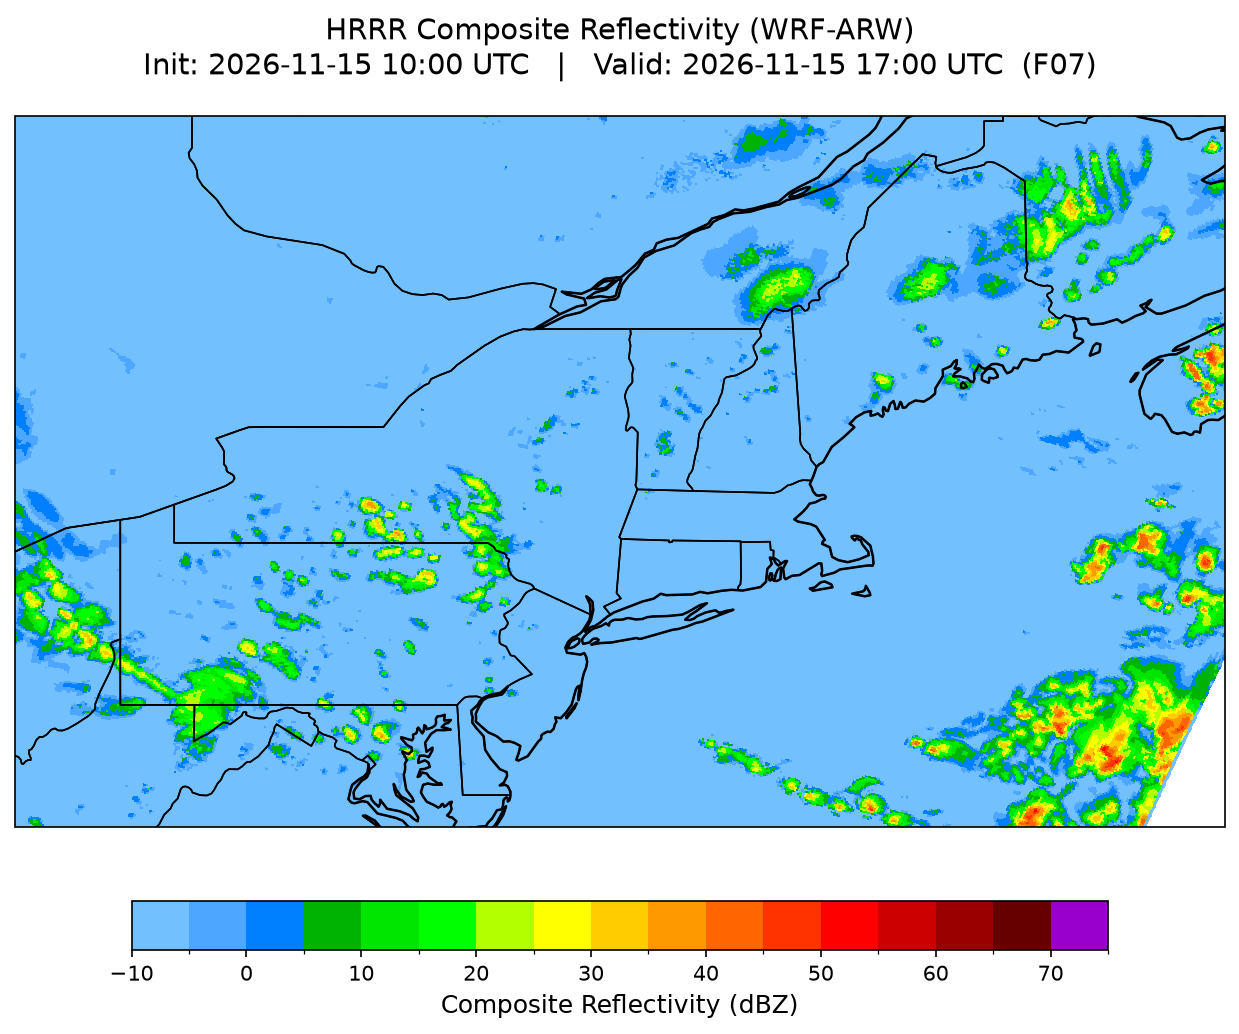 HRRR Composite Reflectivity (WRF-ARW)
Init: 2026-11-15 10:00 UTC   |   Valid: 2026-11-15 17:00 UTC  (F07)
−10 0 10 20 30 40 50 60 70
Composite Reflectivity (dBZ)